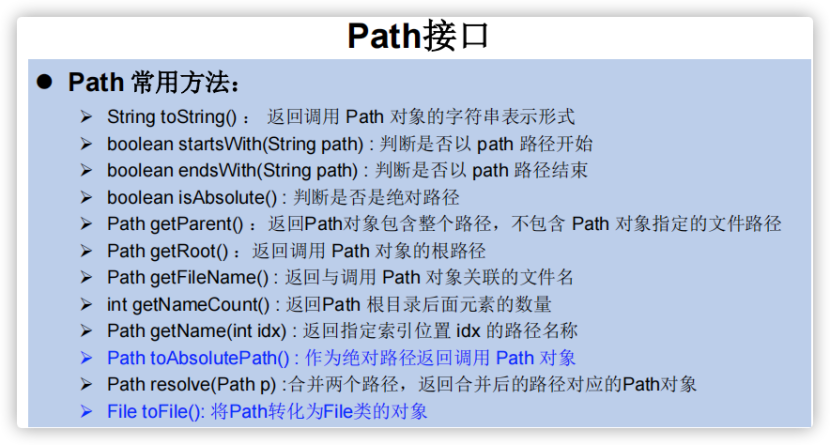 Path接口
● Path 常用方法：
➢ String toString() ： 返回调用 Path 对象的字符串表示形式
➢ boolean startsWith(String path) : 判断是否以 path 路径开始
➢ boolean endsWith(String path) : 判断是否以 path 路径结束
➢ boolean isAbsolute() : 判断是否是绝对路径
➢ Path getParent() ：返回Path对象包含整个路径，不包含 Path 对象指定的文件路径
➢ Path getRoot() ：返回调用 Path 对象的根路径
➢ Path getFileName() : 返回与调用 Path 对象关联的文件名
➢ int getNameCount() : 返回Path 根目录后面元素的数量
➢ Path getName(int idx) : 返回指定索引位置 idx 的路径名称
➢ Path toAbsolutePath() : 作为绝对路径返回调用 Path 对象
➢ Path resolve(Path p) :合并两个路径，返回合并后的路径对应的Path对象
➢ File toFile(): 将Path转化为File类的对象